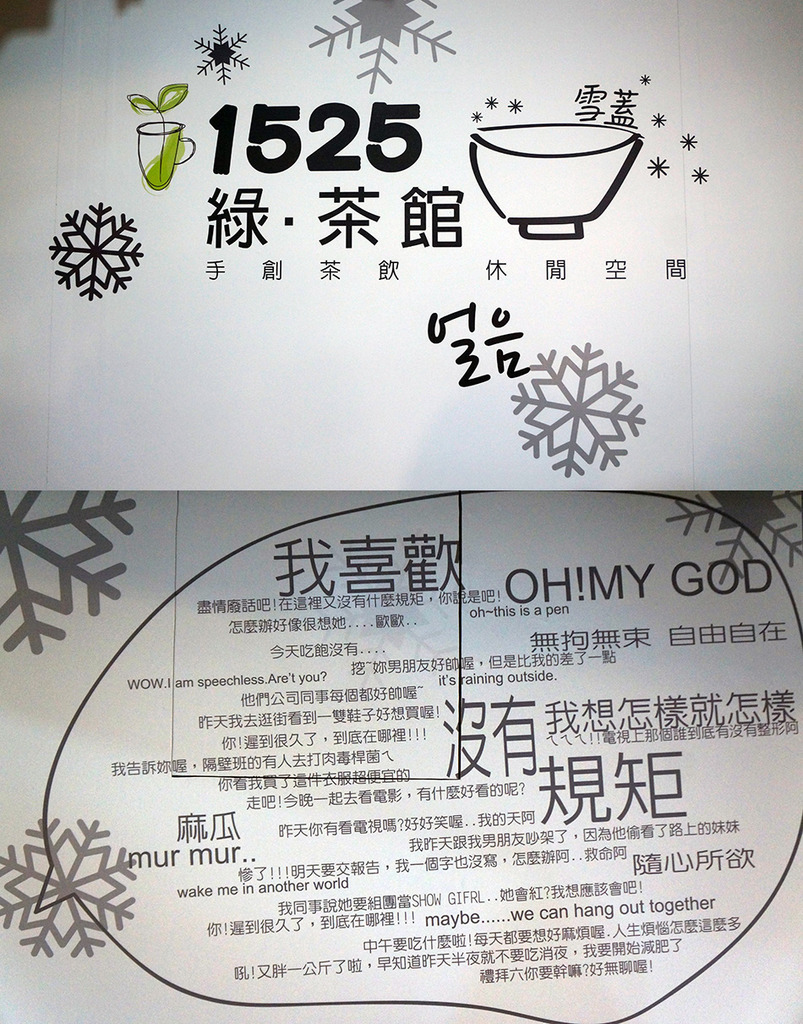 雪蓋
1525
綠·茶館
手創茶飲 休閒空間
얼음
我喜歡
OH!MY GOD
盡情廢話吧!在這裡又沒有什麼規矩，你說是吧!
oh~this is a pen
怎麼辦好像很想她....歐歐..
無拘無束 自由自在
今天吃飽沒有....
挖~妳男朋友好帥喔，但是比我的差了一點
WOW.I am speechless.Are't you?
it's raining outside.
他們公司同事每個都好帥喔~
昨天我去逛街看到一雙鞋子好想買喔!
沒有
我想怎樣就怎樣
你!遲到很久了，到底在哪裡!!!
ㄟㄟㄟ!!電視上那個誰到底有沒有整形阿
我告訴妳喔，隔壁班的有人去打肉毒桿菌ㄟ
你看我買了這件衣服超便宜的
規矩
走吧!今晚一起去看電影，有什麼好看的呢?
麻瓜
昨天你有看電視嗎?好好笑喔..我的天阿
我昨天跟我男朋友吵架了，因為他偷看了路上的妹妹
mur mur..
慘了!!!明天要交報告，我一個字也沒寫，怎麼辦阿..救命阿
隨心所欲
wake me in another world
我同事說她要組團當SHOW GIFRL..她會紅?我想應該會吧!
你!遲到很久了，到底在哪裡!!!
maybe......we can hang out together
中午要吃什麼啦!每天都要想好麻煩喔.人生煩惱怎麼這麼多
吼!又胖一公斤了啦，早知道昨天半夜就不要吃消夜，我要開始減肥了
禮拜六你要幹嘛?好無聊喔!